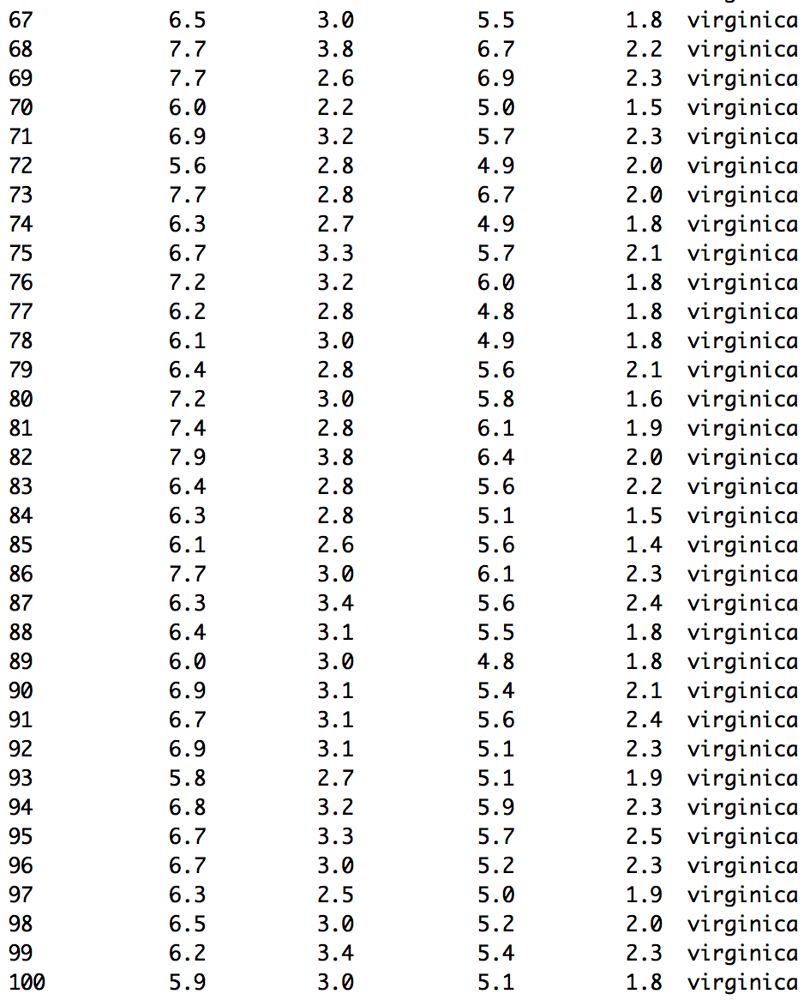 67 6.5 3.0 5.5 1.8 virginica
68 7.7 3.8 6.7 2.2 virginica
69 7.7 2.6 6.9 2.3 virginica
70 6.0 2.2 5.0 1.5 virginica
71 6.9 3.2 5.7 2.3 virginica
72 5.6 2.8 4.9 2.0 virginica
73 7.7 2.8 6.7 2.0 virginica
74 6.3 2.7 4.9 1.8 virginica
75 6.7 3.3 5.7 2.1 virginica
76 7.2 3.2 6.0 1.8 virginica
77 6.2 2.8 4.8 1.8 virginica
78 6.1 3.0 4.9 1.8 virginica
79 6.4 2.8 5.6 2.1 virginica
80 7.2 3.0 5.8 1.6 virginica
81 7.4 2.8 6.1 1.9 virginica
82 7.9 3.8 6.4 2.0 virginica
83 6.4 2.8 5.6 2.2 virginica
84 6.3 2.8 5.1 1.5 virginica
85 6.1 2.6 5.6 1.4 virginica
86 7.7 3.0 6.1 2.3 virginica
87 6.3 3.4 5.6 2.4 virginica
88 6.4 3.1 5.5 1.8 virginica
89 6.0 3.0 4.8 1.8 virginica
90 6.9 3.1 5.4 2.1 virginica
91 6.7 3.1 5.6 2.4 virginica
92 6.9 3.1 5.1 2.3 virginica
93 5.8 2.7 5.1 1.9 virginica
94 6.8 3.2 5.9 2.3 virginica
95 6.7 3.3 5.7 2.5 virginica
96 6.7 3.0 5.2 2.3 virginica
97 6.3 2.5 5.0 1.9 virginica
98 6.5 3.0 5.2 2.0 virginica
99 6.2 3.4 5.4 2.3 virginica
100 5.9 3.0 5.1 1.8 virginica